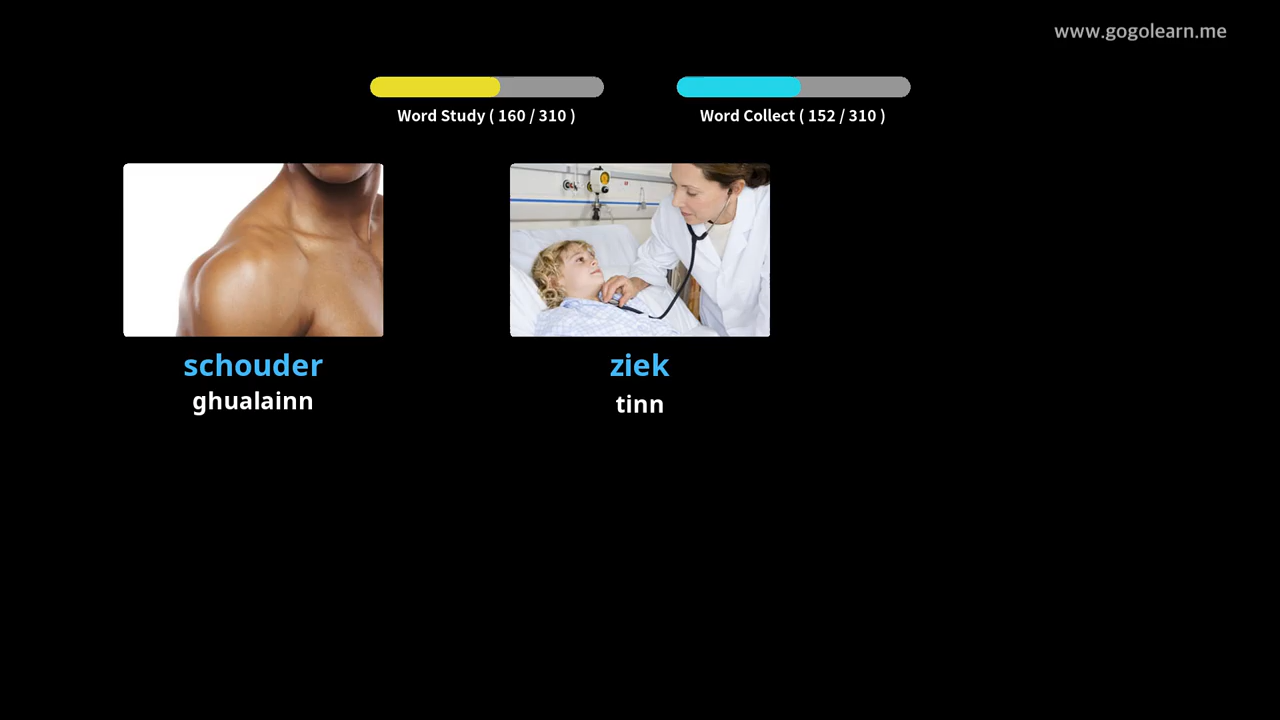 www.gogolearn.me
Word Study ( 160 / 310 )
Word Collect ( 152 / 310 )
schouder
ghualainn
ziek
tinn